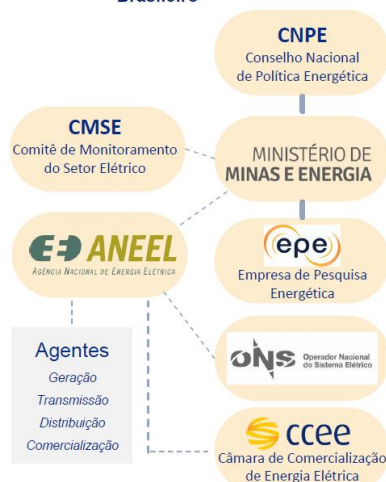 Brasileiro
CNPE
Conselho Nacional
de Política Energética
CMSE
Comitê de Monitoramento
do Setor Elétrico
MINISTÉRIO DE
MINAS E ENERGIA
ANEEL
AGÊNCIA NACIONAL DE ENERGIA ELÉTRICA
epe
Empresa de Pesquisa
Energética
Agentes
Geração
Transmissão
Distribuição
Comercialização
ONS
Operador Nacional
do Sistema Elétrico
ccee
Câmara de Comercialização
de Energia Elétrica